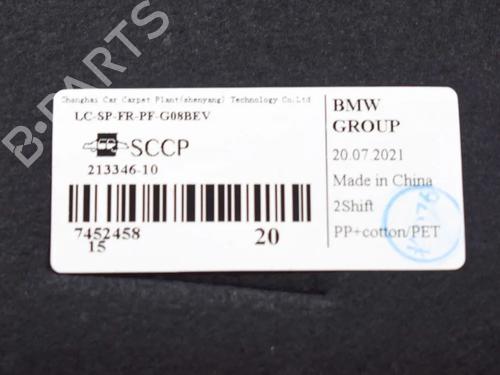 B-PARTS
Shanghai Car Carpet Plant(shenyang) Technology Co.Ltd
LC-SP-FR-PF-G08BEV
SCCP
213346-10
7452458
15
20
BMW
GROUP
20.07.2021
Made in China
2Shift
PP+cotton/PET